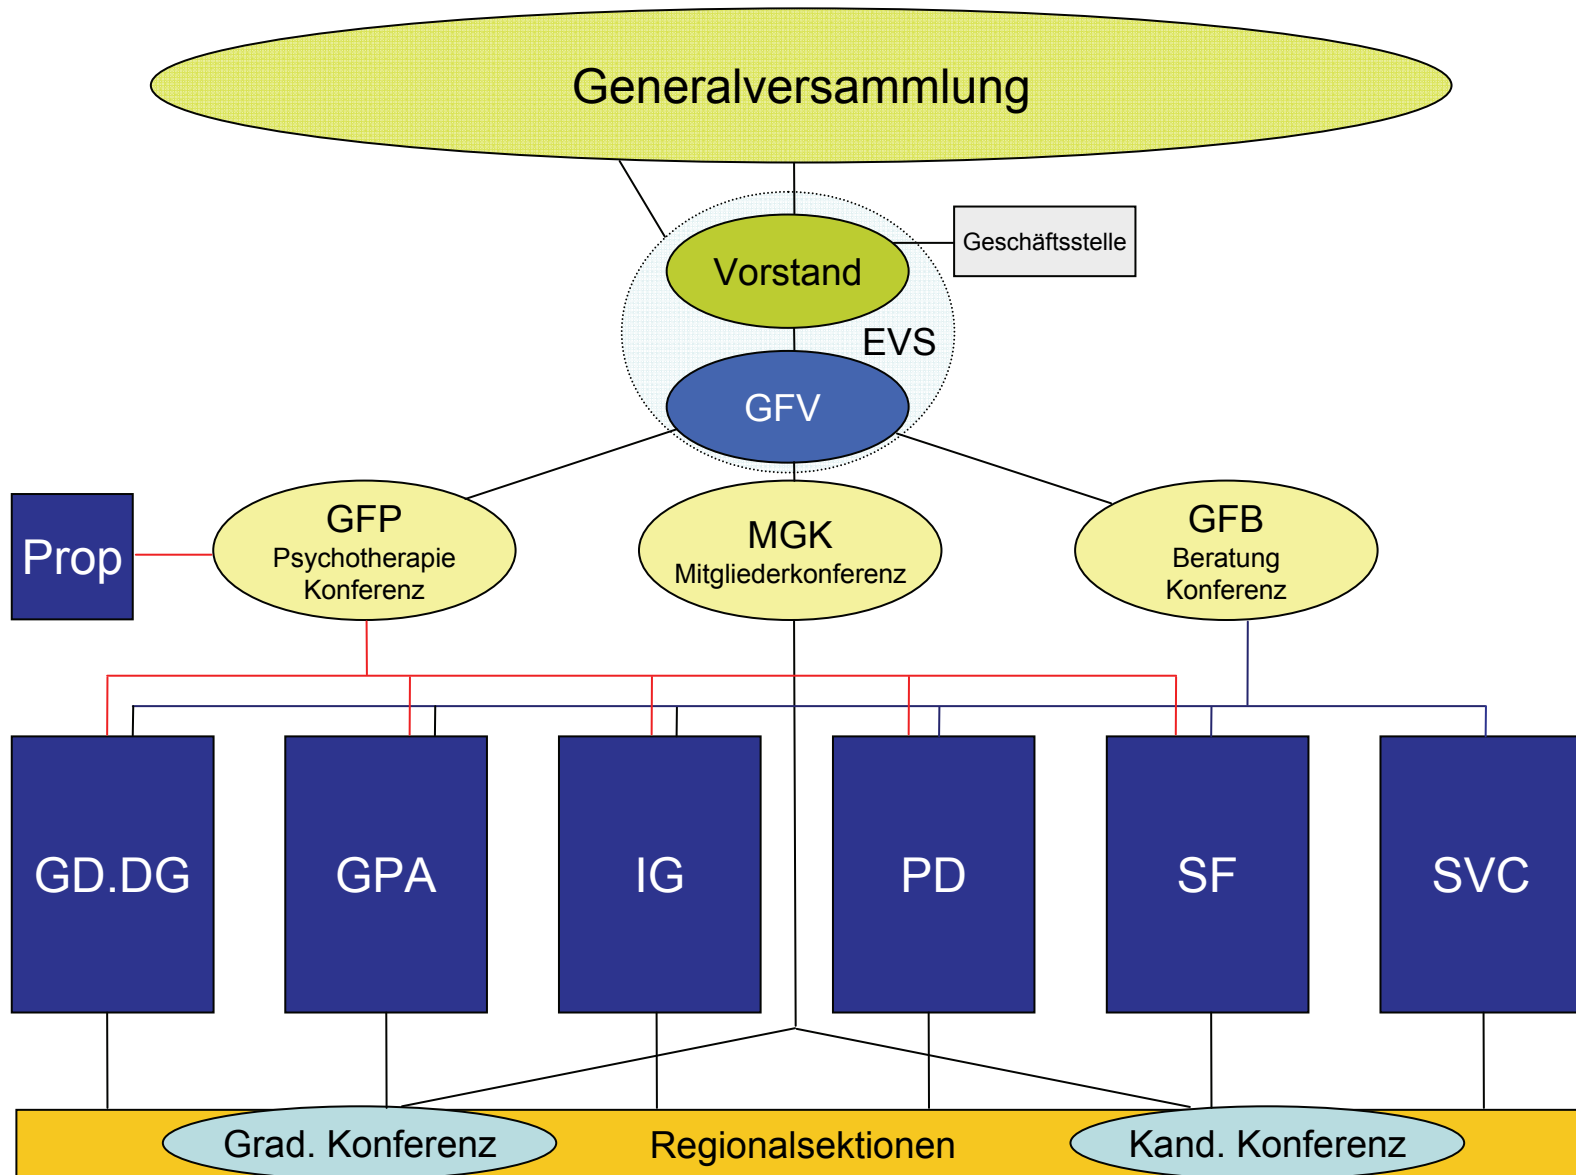 Generalversammlung
Geschäftsstelle
Vorstand
EVS
GFV
Prop
GFP
Psychotherapie
Konferenz
MGK
Mitgliederkonferenz
GFB
Beratung
Konferenz
GD.DG
GPA
IG
PD
SF
SVC
Grad. Konferenz
Regionalsektionen
Kand. Konferenz